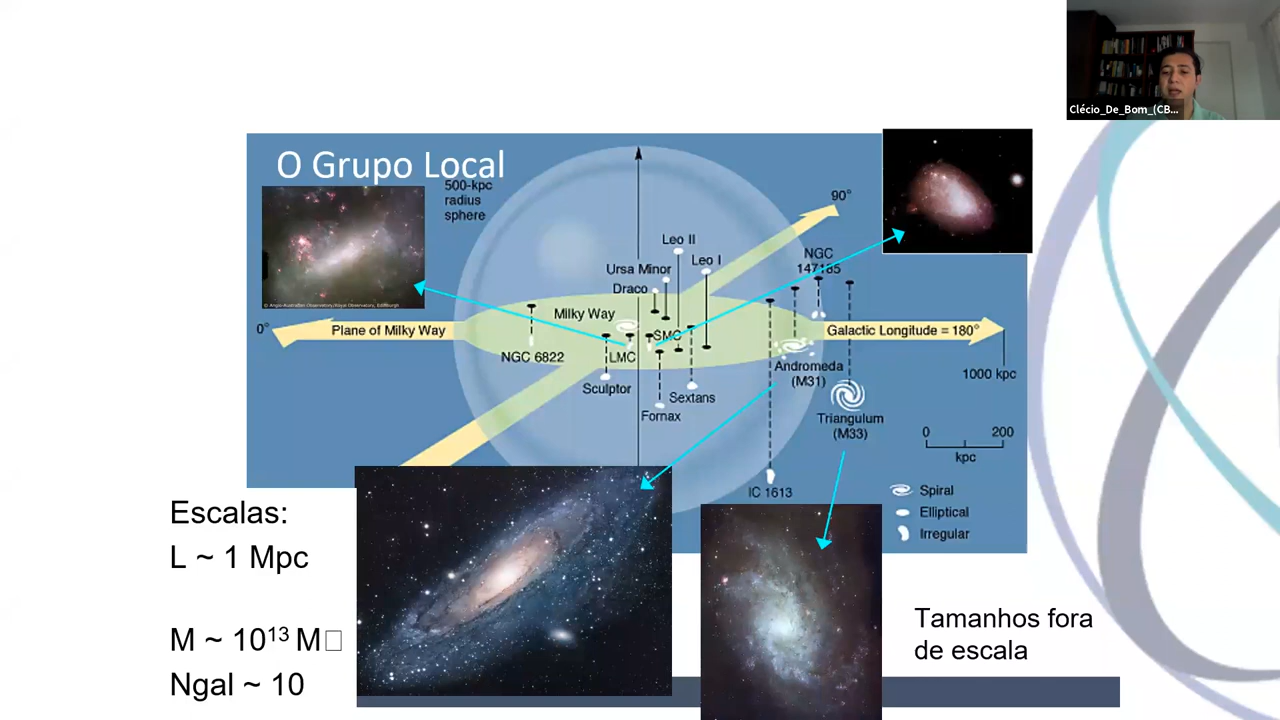 Clécio_De_Bom_(CB...
O Grupo Local
500-kpc
radius
sphere
90°
Leo II
NGC
147
185
Leo I
Ursa Minor
Draco
Milky Way
0°
Plane of Milky Way
SMC
Galactic Longitude = 180°
NGC 6822
LMC
Andromeda
(M31)
1000 kpc
Sculptor
Sextans
Fornax
Triangulum
(M33)
0 200
kpc
IC 1613
Spiral
Elliptical
Irregular
Escalas:
L ~ 1 Mpc
M ~ 10¹³ M□
Ngal ~ 10
Tamanhos fora
de escala